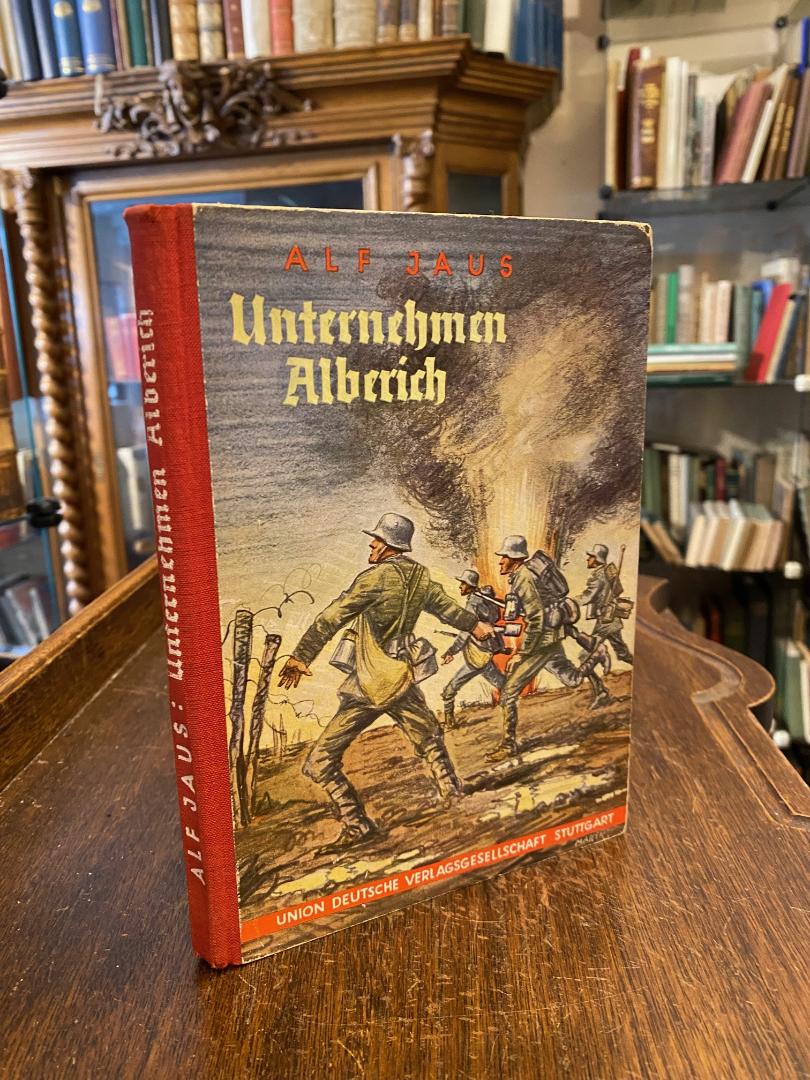 ALF JAUS
Unternehmen
Alberich
UNION DEUTSCHE VERLAGSGESELLSCHAFT STUTTGART
ALF JAUS: Unternehmen Alberich